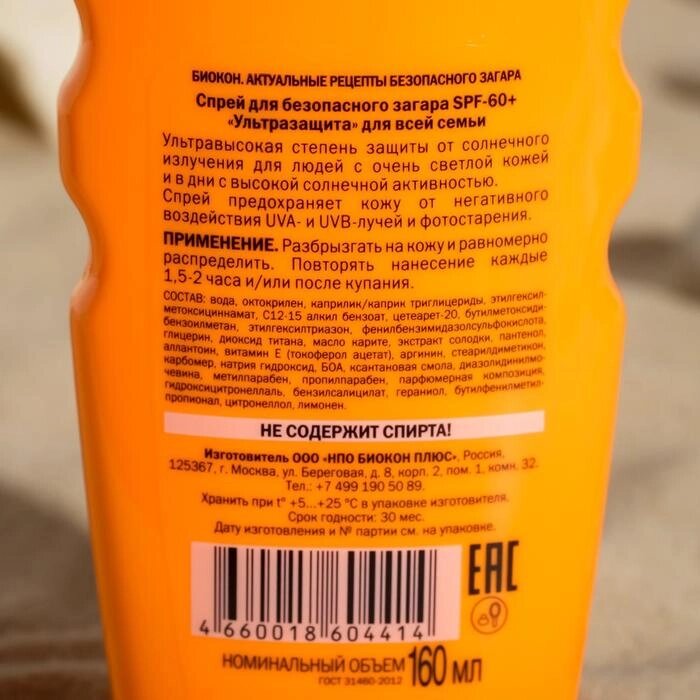 БИОКОН. АКТУАЛЬНЫЕ РЕЦЕПТЫ БЕЗОПАСНОГО ЗАГАРА
Спрей для безопасного загара SPF-60+
«Ультразащита» для всей семьи
Ультравысокая степень защиты от солнечного
излучения для людей с очень светлой кожей
и в дни с высокой солнечной активностью.
Спрей предохраняет кожу от негативного
воздействия UVA- и UVB-лучей и фотостарения.
ПРИМЕНЕНИЕ. Разбрызгать на кожу и равномерно
распределить. Повторять нанесение каждые
1,5-2 часа и/или после купания.
СОСТАВ: вода, октокрилен, каприлик/каприк триглицериды, этилгексил-
метоксициннамат, С12-15 алкил бензоат, цетеарет-20, бутилметоксиди-
бензоилметан, этилгексилтриазон, фенилбензимидазолсульфокислота,
глицерин, диоксид титана, масло карите, экстракт солодки, пантенол,
аллантоин, витамин Е (токоферол ацетат), аргинин, стеарилдиметикон,
карбомер, натрия гидроксид, БОА, ксантановая смола, диазолидинилмо-
чевина, метилпарабен, пропилпарабен, парфюмерная композиция,
гидроксицитронеллаль, бензилсалицилат, гераниол, бутилфенилметил-
пропионал, цитронеллол, лимонен.
НЕ СОДЕРЖИТ СПИРТА!
Изготовитель ООО «НПО БИОКОН ПЛЮС», Россия,
125367, г. Москва, ул. Береговая, д. 8, корп. 2, пом. 1, комн. 32.
Тел.: +7 499 190 50 89.
Хранить при t° +5...+25 °С в упаковке изготовителя.
Срок годности: 30 мес.
Дату изготовления и № партии см. на упаковке.
EAC
4 660018 604414
НОМИНАЛЬНЫЙ ОБЪЕМ 160 МЛ
ГОСТ 31460-2012